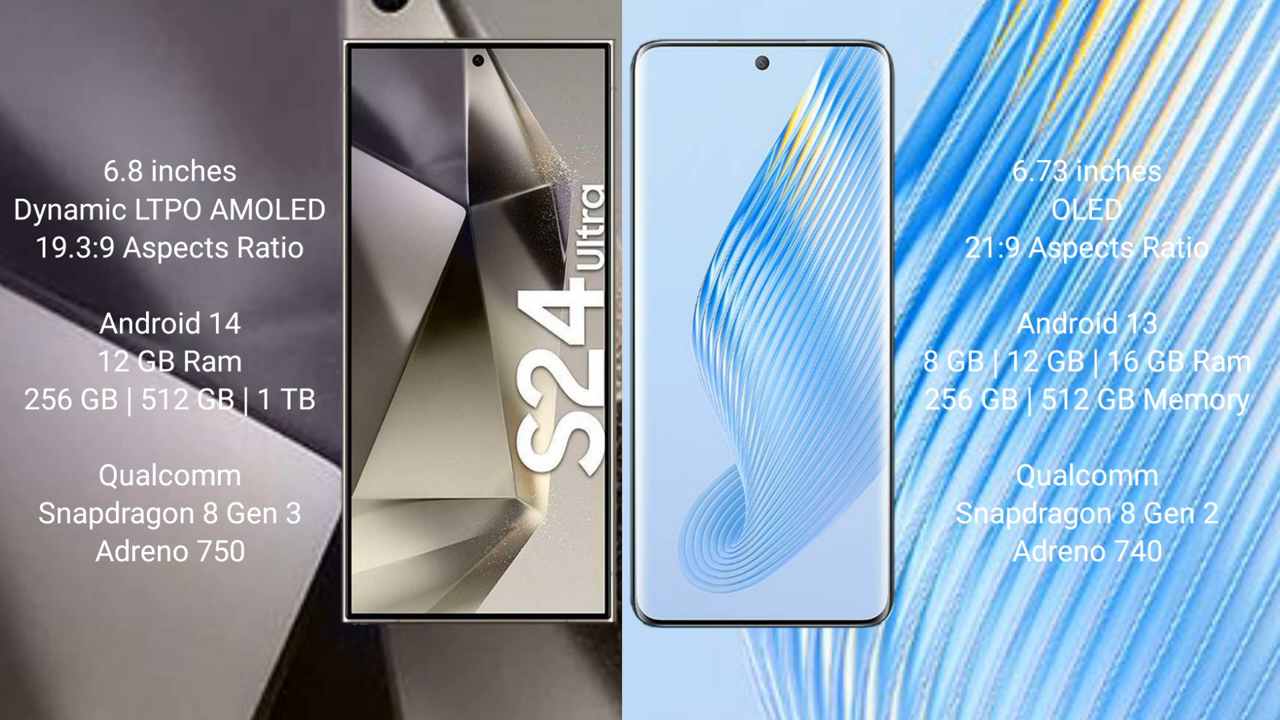 6.8 inches
Dynamic LTPO AMOLED
19.3:9 Aspects Ratio
Android 14
12 GB Ram
256 GB | 512 GB | 1 TB
Qualcomm
Snapdragon 8 Gen 3
Adreno 750
S24 Ultra
6.73 inches
OLED
21:9 Aspects Ratio
Android 13
8 GB | 12 GB | 16 GB Ram
256 GB | 512 GB Memory
Qualcomm
Snapdragon 8 Gen 2
Adreno 740